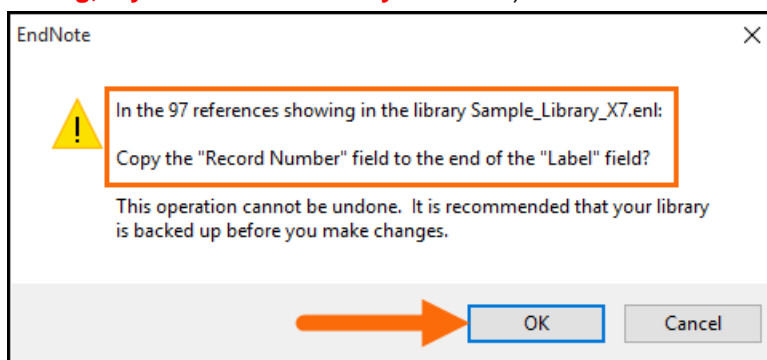 EndNote
In the 97 references showing in the library Sample_Library_X7.enl:
Copy the "Record Number" field to the end of the "Label" field?
This operation cannot be undone. It is recommended that your library
is backed up before you make changes.
OK Cancel